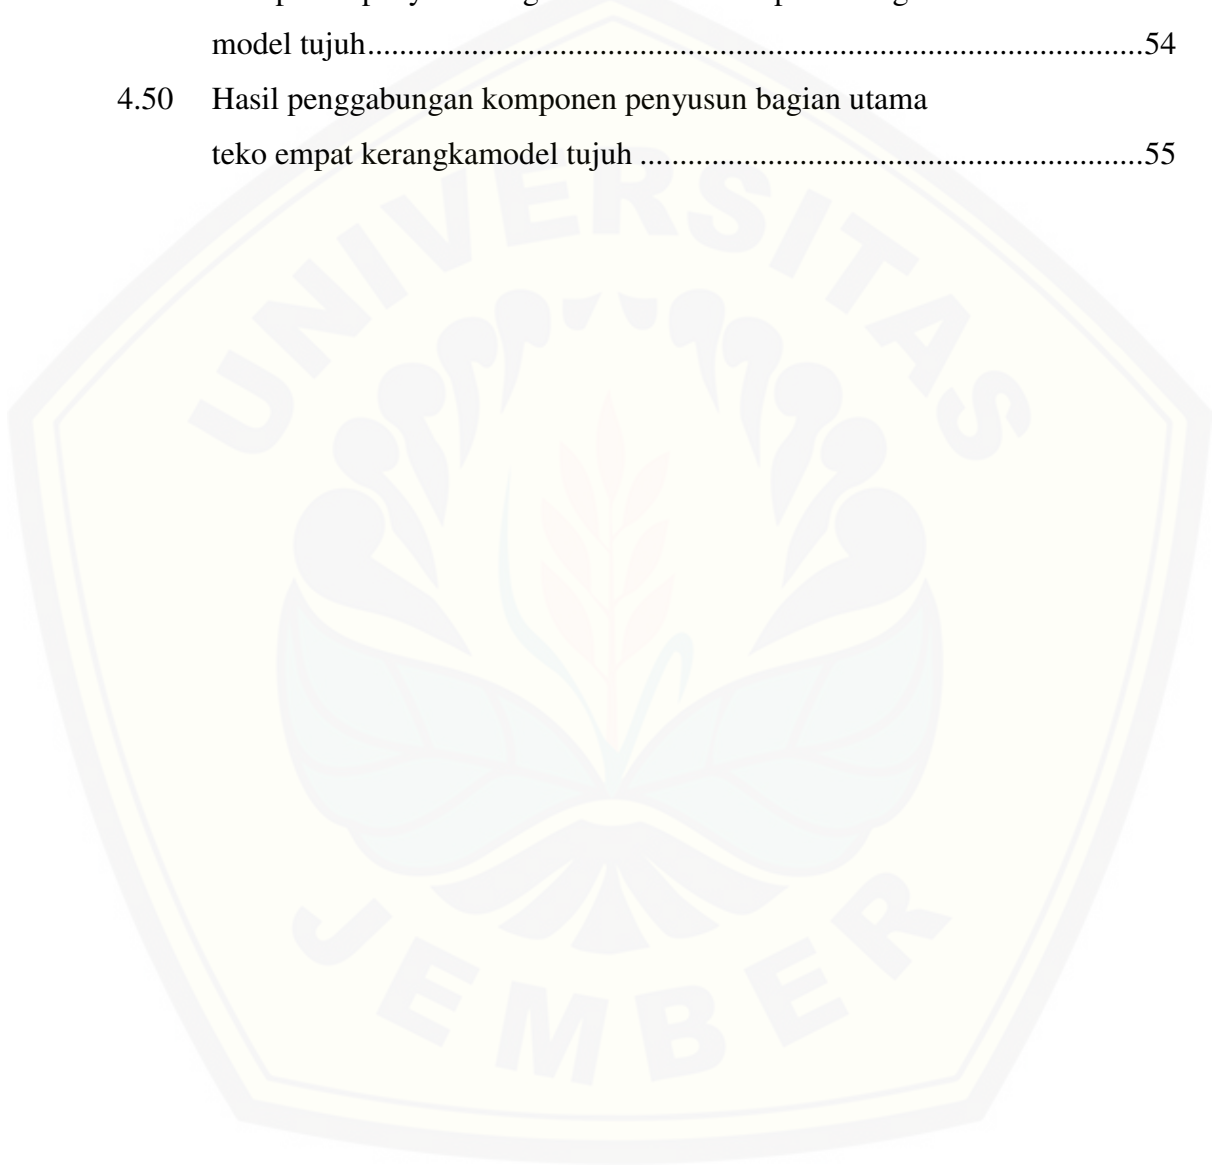 model tujuh................................................................................................54
4.50 Hasil penggabungan komponen penyusun bagian utama
teko empat kerangkamodel tujuh ..............................................................55
UNIVERSITAS
JEMBER